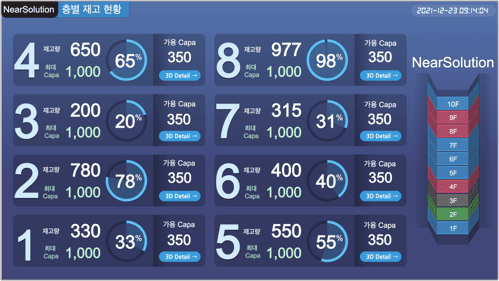 NearSolution 층별 재고 현황
2021-12-23 09:14:04
4 재고량 650 최대 Capa 1,000 65% 가용 Capa 350 3D Detail →
8 재고량 977 최대 Capa 1,000 98% 가용 Capa 350 3D Detail →
3 재고량 200 최대 Capa 1,000 20% 가용 Capa 350 3D Detail →
7 재고량 315 최대 Capa 1,000 31% 가용 Capa 350 3D Detail →
2 재고량 780 최대 Capa 1,000 78% 가용 Capa 350 3D Detail →
6 재고량 400 최대 Capa 1,000 40% 가용 Capa 350 3D Detail →
1 재고량 330 최대 Capa 1,000 33% 가용 Capa 350 3D Detail →
5 재고량 550 최대 Capa 1,000 55% 가용 Capa 350 3D Detail →
NearSolution
10F
9F
8F
7F
6F
5F
4F
3F
2F
1F